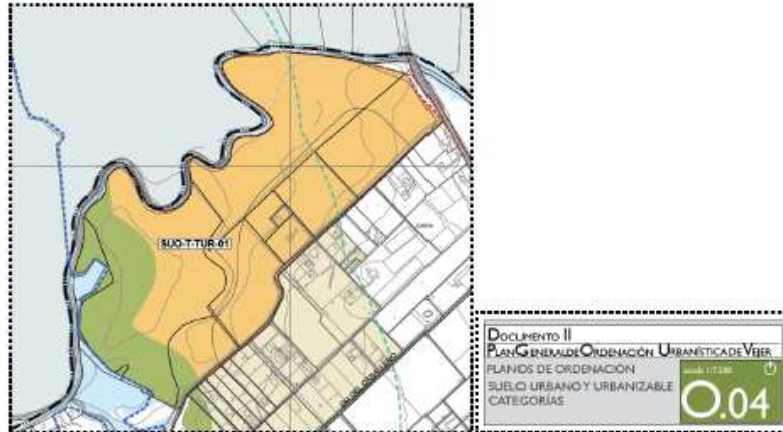 SUO-T-TUR-01
DOCUMENTO II
PLAN GENERAL DE ORDENACIÓN URBANÍSTICA DE VEJER
PLANOS DE ORDENACIÓN
SUELO URBANO Y URBANIZABLE
CATEGORÍAS
O.04